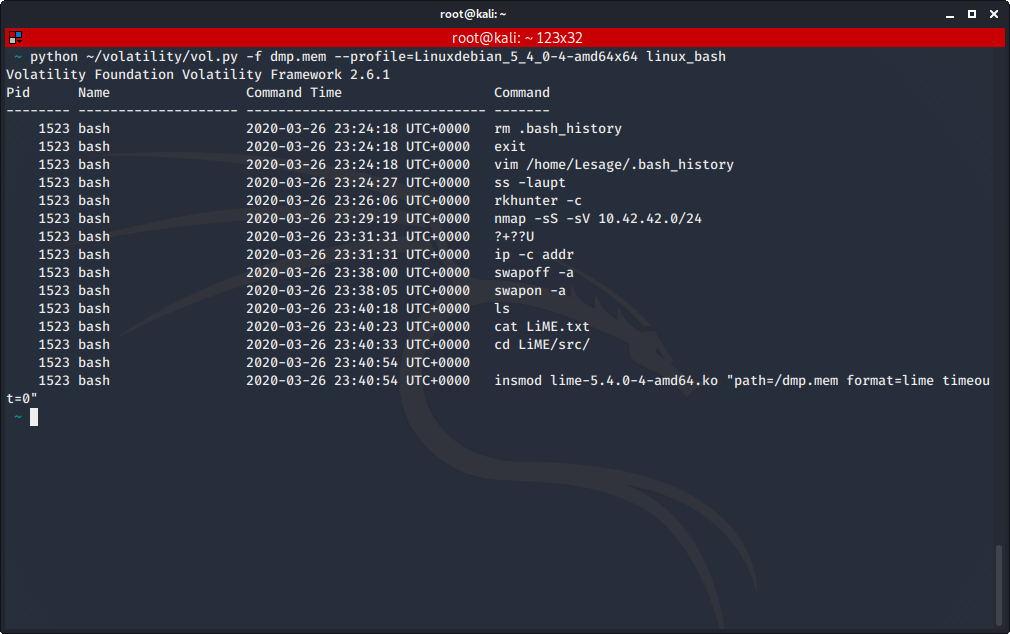 root@kali: ~
root@kali: ~ 123x32
~ python ~/volatility/vol.py -f dmp.mem --profile=Linuxdebian_5_4_0-4-amd64x64 linux_bash
Volatility Foundation Volatility Framework 2.6.1
Pid      Name                 Command Time                   Command
-------- -------------------- ------------------------------ -------
    1523 bash                 2020-03-26 23:24:18 UTC+0000   rm .bash_history
    1523 bash                 2020-03-26 23:24:18 UTC+0000   exit
    1523 bash                 2020-03-26 23:24:18 UTC+0000   vim /home/Lesage/.bash_history
    1523 bash                 2020-03-26 23:24:27 UTC+0000   ss -laupt
    1523 bash                 2020-03-26 23:26:06 UTC+0000   rkhunter -c
    1523 bash                 2020-03-26 23:29:19 UTC+0000   nmap -sS -sV 10.42.42.0/24
    1523 bash                 2020-03-26 23:31:31 UTC+0000   ?+??U
    1523 bash                 2020-03-26 23:31:31 UTC+0000   ip -c addr
    1523 bash                 2020-03-26 23:38:00 UTC+0000   swapoff -a
    1523 bash                 2020-03-26 23:38:05 UTC+0000   swapon -a
    1523 bash                 2020-03-26 23:40:18 UTC+0000   ls
    1523 bash                 2020-03-26 23:40:23 UTC+0000   cat LiME.txt
    1523 bash                 2020-03-26 23:40:33 UTC+0000   cd LiME/src/
    1523 bash                 2020-03-26 23:40:54 UTC+0000
    1523 bash                 2020-03-26 23:40:54 UTC+0000   insmod lime-5.4.0-4-amd64.ko "path=/dmp.mem format=lime timeou
t=0"
~